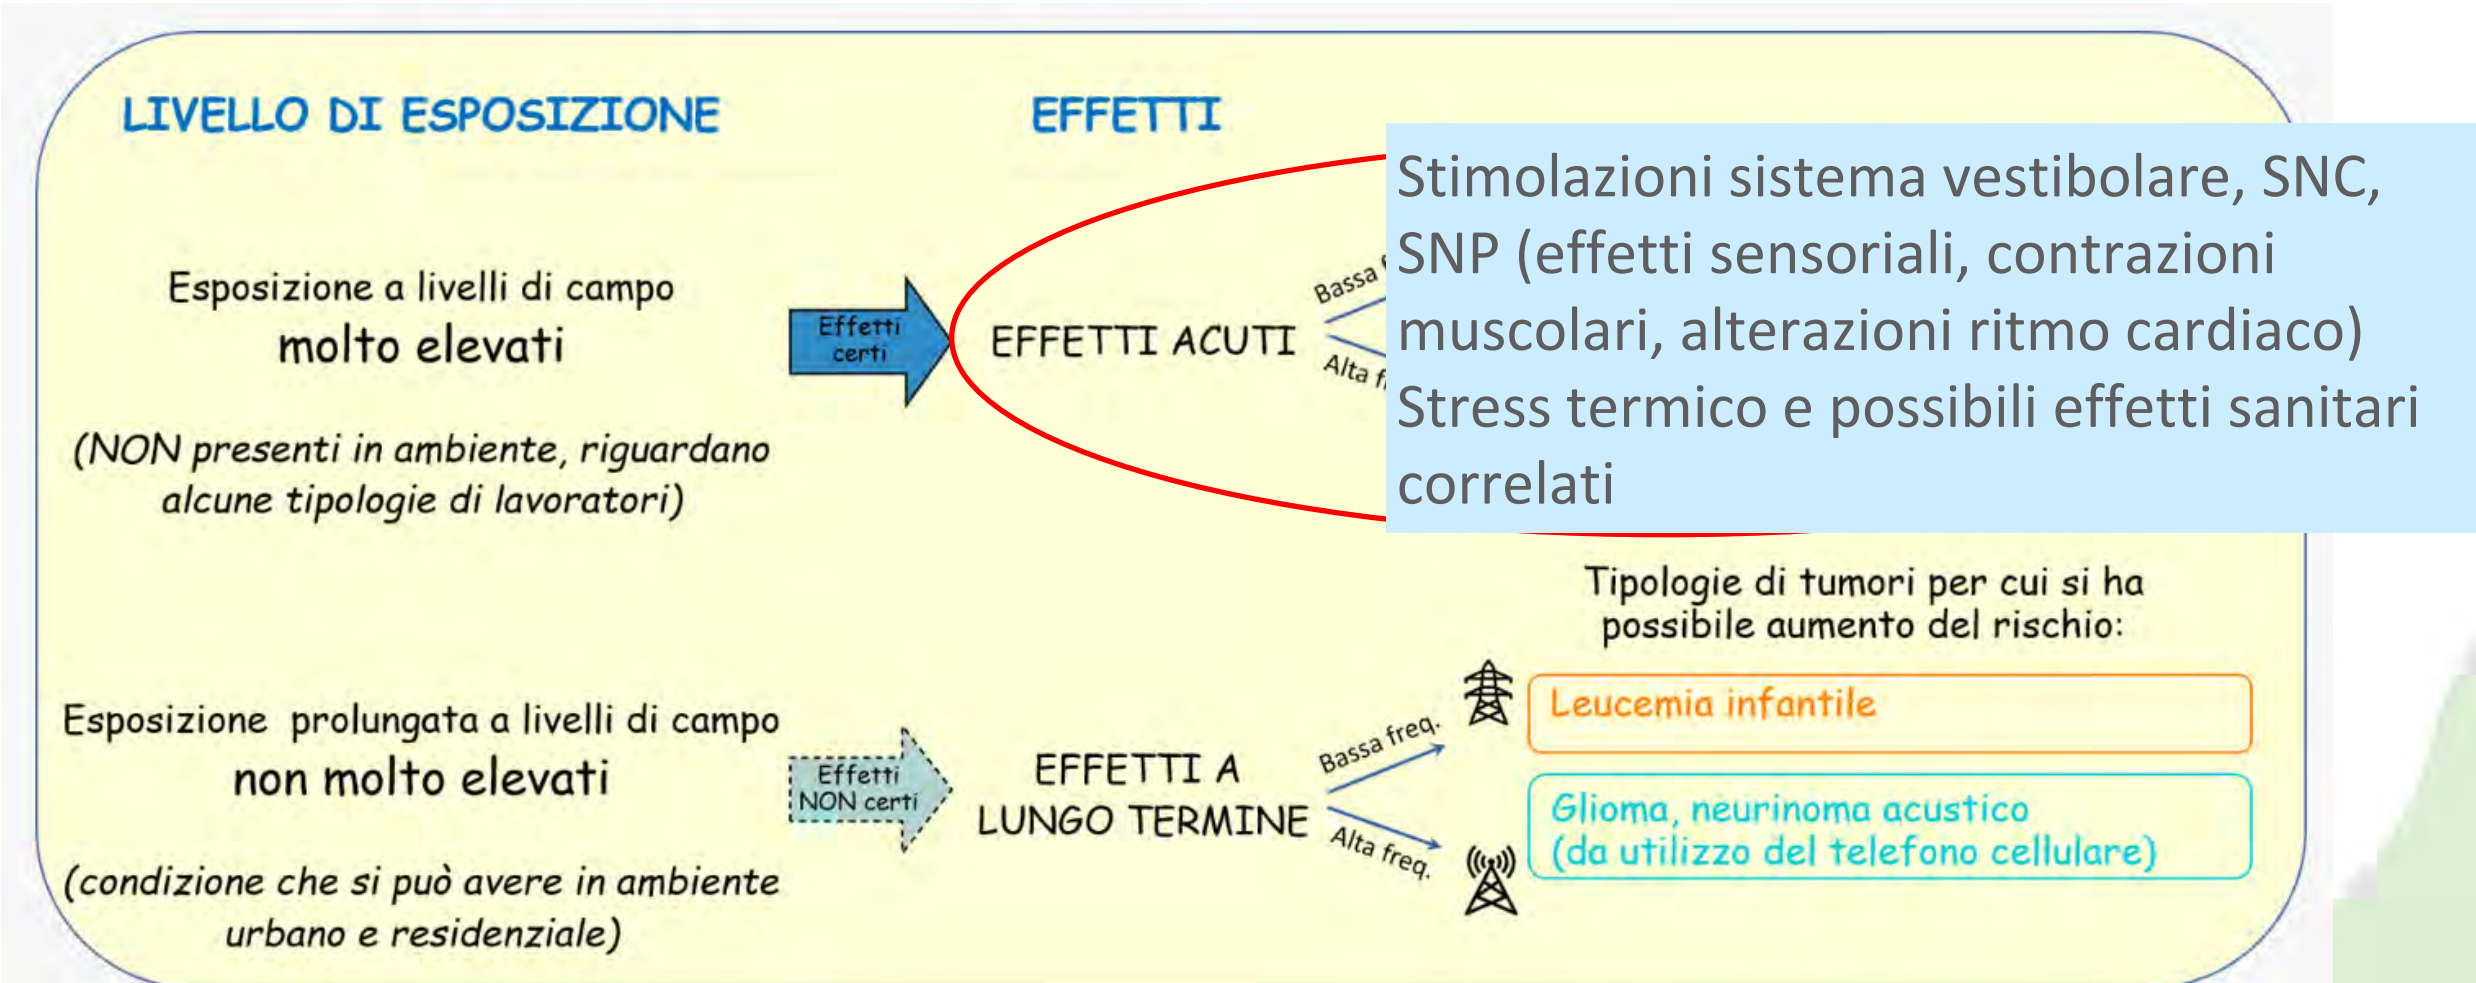 LIVELLO DI ESPOSIZIONE
EFFETTI
Esposizione a livelli di campo
molto elevati
(NON presenti in ambiente, riguardano
alcune tipologie di lavoratori)
Effetti
certi
EFFETTI ACUTI
Bassa
Alta
Stimolazioni sistema vestibolare, SNC,
SNP (effetti sensoriali, contrazioni
muscolari, alterazioni ritmo cardiaco)
Stress termico e possibili effetti sanitari
correlati
Esposizione prolungata a livelli di campo
non molto elevati
(condizione che si può avere in ambiente
urbano e residenziale)
Effetti
NON certi
EFFETTI A
LUNGO TERMINE
Bassa freq.
Alta freq.
Tipologie di tumori per cui si ha
possibile aumento del rischio:
Leucemia infantile
Glioma, neurinoma acustico
(da utilizzo del telefono cellulare)